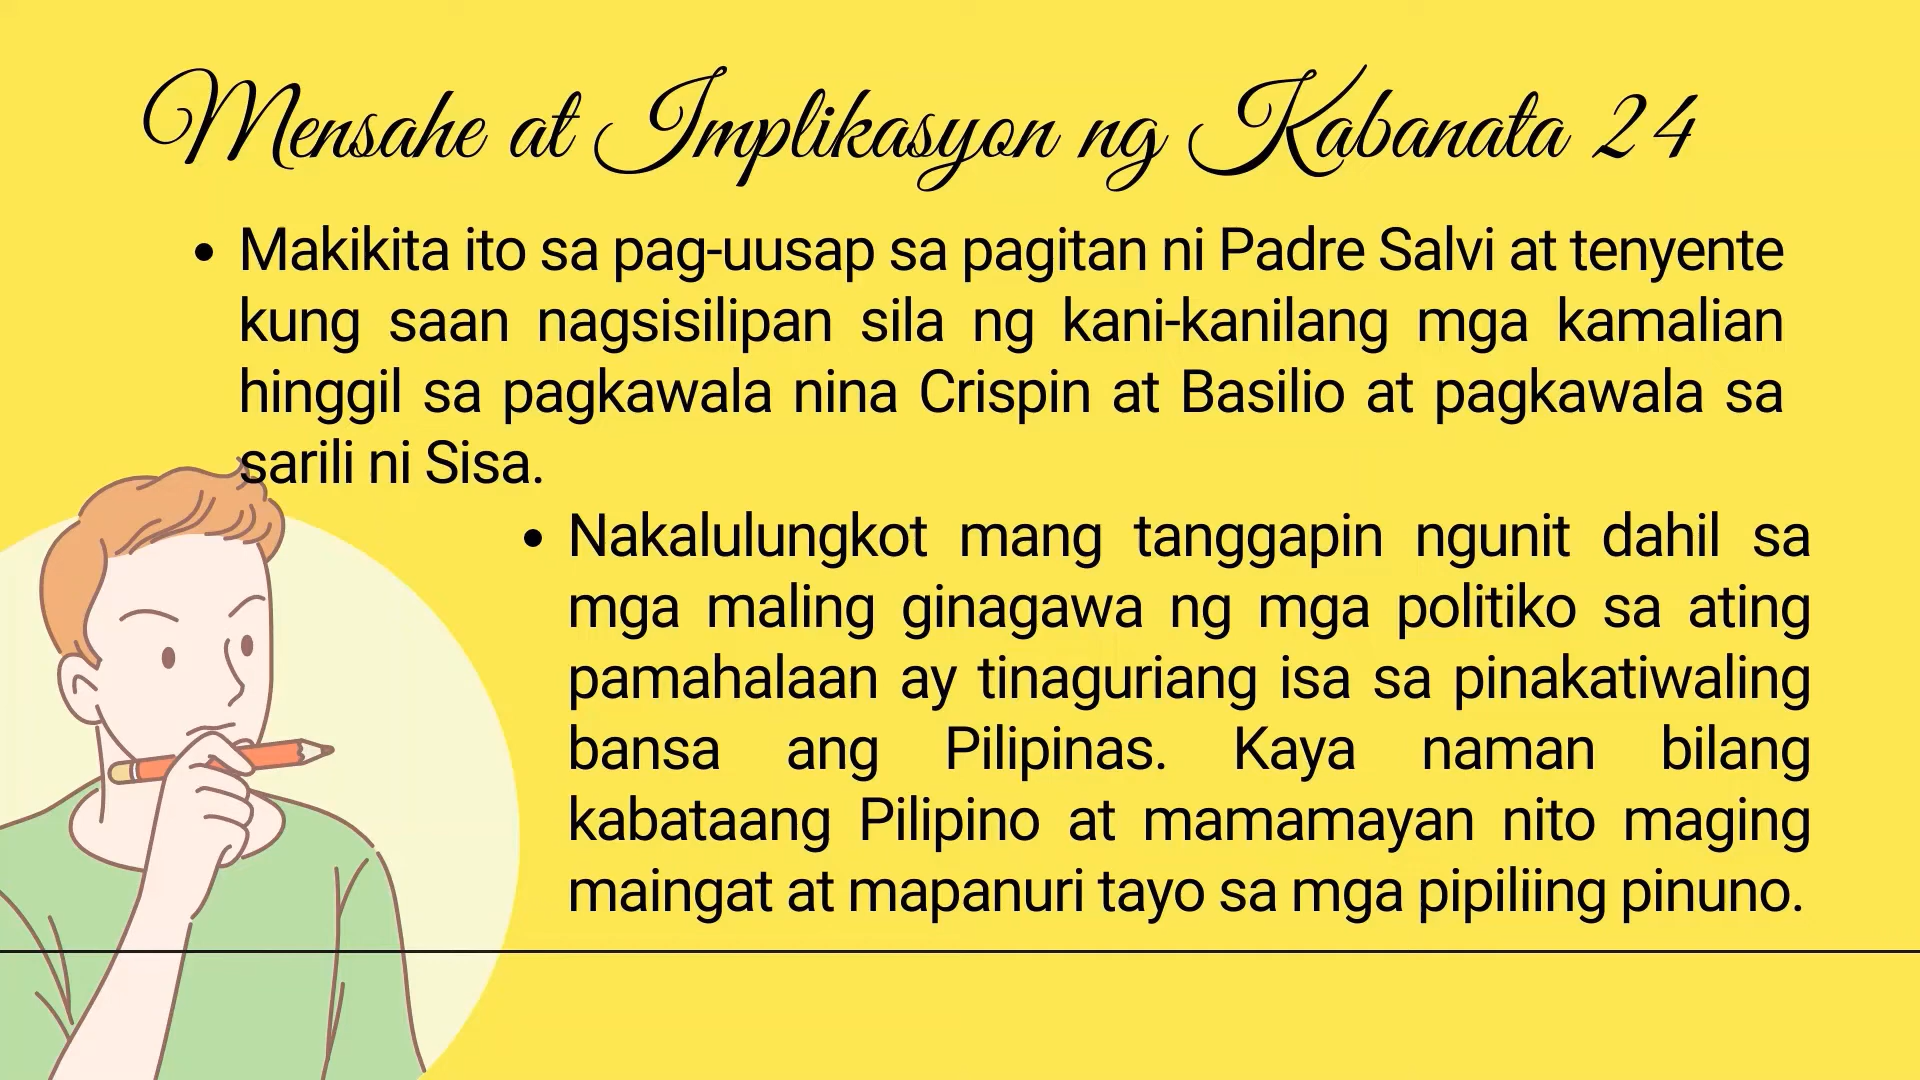 Mensahe at Implikasyon ng Kabanata 24
• Makikita ito sa pag-uusap sa pagitan ni Padre Salvi at tenyente
kung saan nagsisilipan sila ng kani-kanilang mga kamalian
hinggil sa pagkawala nina Crispin at Basilio at pagkawala sa
sarili ni Sisa.
• Nakalulungkot mang tanggapin ngunit dahil sa
mga maling ginagawa ng mga politiko sa ating
pamahalaan ay tinaguriang isa sa pinakatiwaling
bansa ang Pilipinas. Kaya naman bilang
kabataang Pilipino at mamamayan nito maging
maingat at mapanuri tayo sa mga pipiliing pinuno.